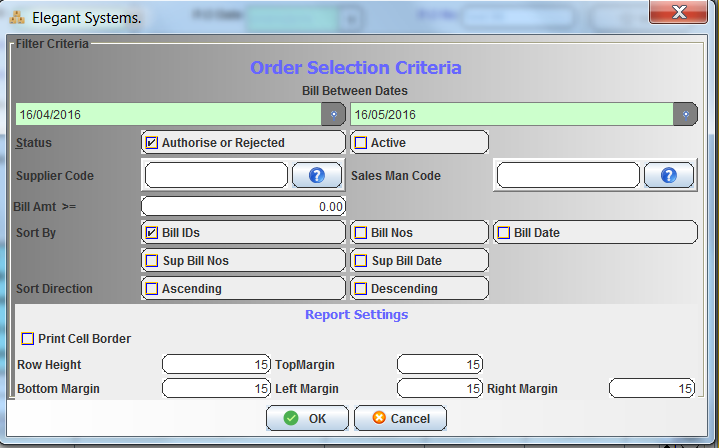 Elegant Systems.
Filter Criteria
Order Selection Criteria
Bill Between Dates
16/04/2016 16/05/2016
Status Authorise or Rejected Active
Supplier Code ? Sales Man Code ?
Bill Amt >= 0.00
Sort By Bill IDs Bill Nos Bill Date
Sup Bill Nos Sup Bill Date
Sort Direction Ascending Descending
Report Settings
Print Cell Border
Row Height 15 TopMargin 15
Bottom Margin 15 Left Margin 15 Right Margin 15
OK Cancel